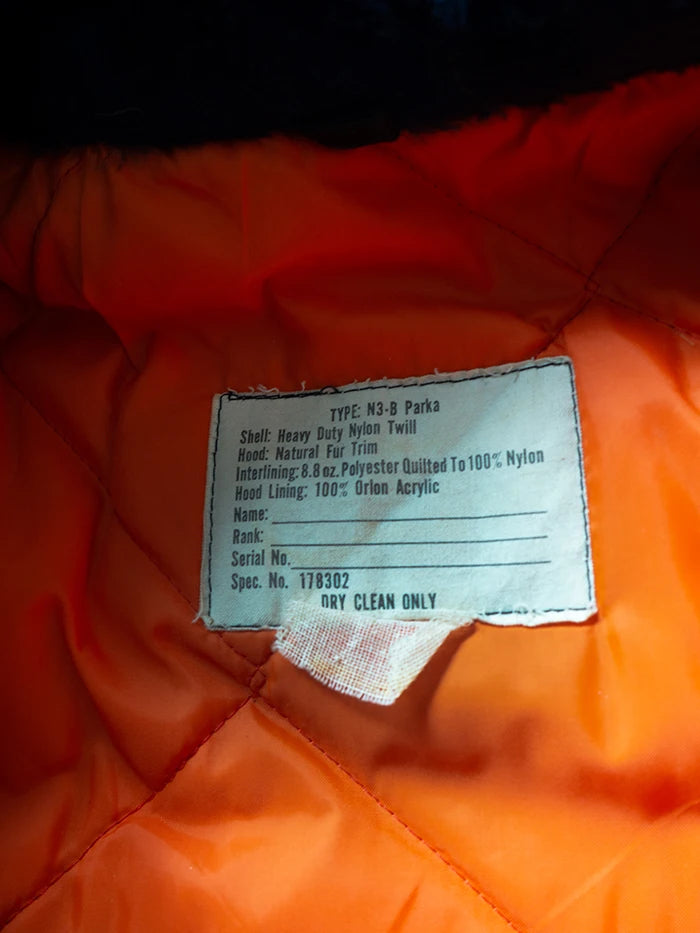 TYPE: N3-B Parka
Shell: Heavy Duty Nylon Twill
Hood: Natural Fur Trim
Interlining: 8.8 oz. Polyester Quilted To 100% Nylon
Hood Lining: 100% Orlon Acrylic
Name:
Rank:
Serial No.
Spec. No. 178302
DRY CLEAN ONLY